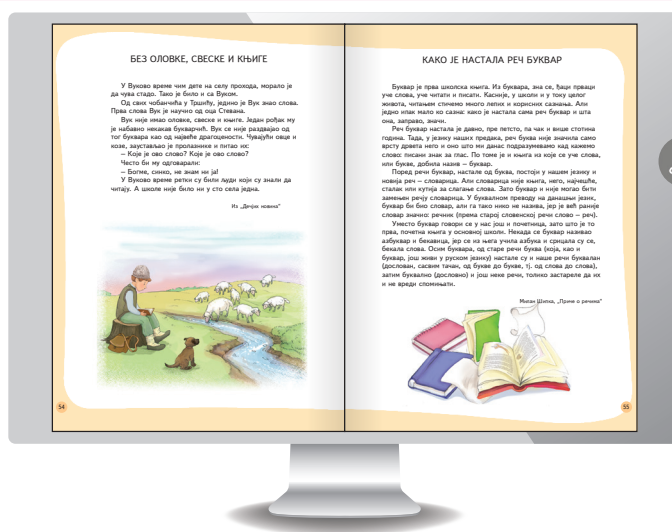 БЕЗ ОЛОВКЕ, СВЕСКЕ И КЊИГЕ
У Вуково време чим дете на селу прохода, морало је
да чува стадо. Тако је било и са Вуком.
Од свих чобанчића у Тршићу, једино је Вук знао слова.
Прва слова Вук је научио од оца Стевана.
Вук није имао оловке, свеске и књиге. Један рођак му
је набавио некакав букварчић. Вук се није раздвајао од
тог буквара као од највеће драгоцености. Чувајући овце и
козе, заустављао је пролазнике и питао их:
– Које је ово слово? Које је ово слово?
Често би му одговарали:
– Богме, синко, не знам ни ја!
У Вуково време ретки су били људи који су знали да
читају. А школе није било ни у сто села једна.
Из „Дечјих новина“
54
КАКО ЈЕ НАСТАЛА РЕЧ БУКВАР
Буквар је прва школска књига. Из буквара, зна се, ђаци прваци
уче слова, уче читати и писати. Касније, у школи и у току целог
живота, читањем стичемо много лепих и корисних сазнања. Али
једно ипак мало ко сазна: како је настала сама реч буквар и шта
она, заправо, значи.
Реч буквар настала је давно, пре петсто, па чак и више стотина
година. Тада, у језику наших предака, реч буква није значила само
врсту дрвета него и оно што ми данас подразумевамо кад кажемо
слово: писани знак за глас. По томе је и књига из које се уче слова,
или букве, добила назив – буквар.
Поред речи буквар, настале од буква, постоји у нашем језику и
новија реч – словарица. Али словарица није књига, него, најчешће,
сталак или кутија за слагање слова. Зато буквар и није могао бити
замењен речју словарица. У буквалном преводу на данашњи језик,
буквар би био словар, али га тако нико не назива, јер је већ раније
словар значио: речник (према старој словенској речи слово – реч).
Уместо буквар говори се у нас још и почетница, зато што је то
прва, почетна књига у основној школи. Некада се буквар називао
азбуквар и бекавица, јер се из њега учила азбука и срицала су се,
бекала слова. Осим буквара, од старе речи буква (која, као и
буквар, још живи у руском језику) настале су и наше речи буквалан
(дослован, сасвим тачан, од букве до букве, тј. од слова до слова),
затим буквално (дословно) и још неке речи, толико застареле да их
и не вреди спомињати.
Милан Шипка, „Приче о речима“
55